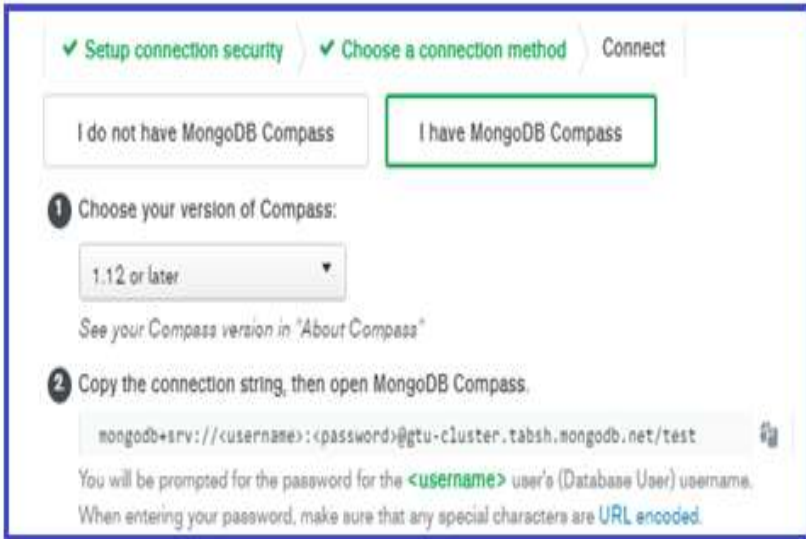 ✔ Setup connection security ✔ Choose a connection method Connect
I do not have MongoDB Compass I have MongoDB Compass
1 Choose your version of Compass:
1.12 or later
See your Compass version in "About Compass"
2 Copy the connection string, then open MongoDB Compass.
mongodb+srv://<username>:<password>@gtu-cluster.tabsh.mongodb.net/test
You will be prompted for the password for the <username> user's (Database User) username.
When entering your password, make sure that any special characters are URL encoded.